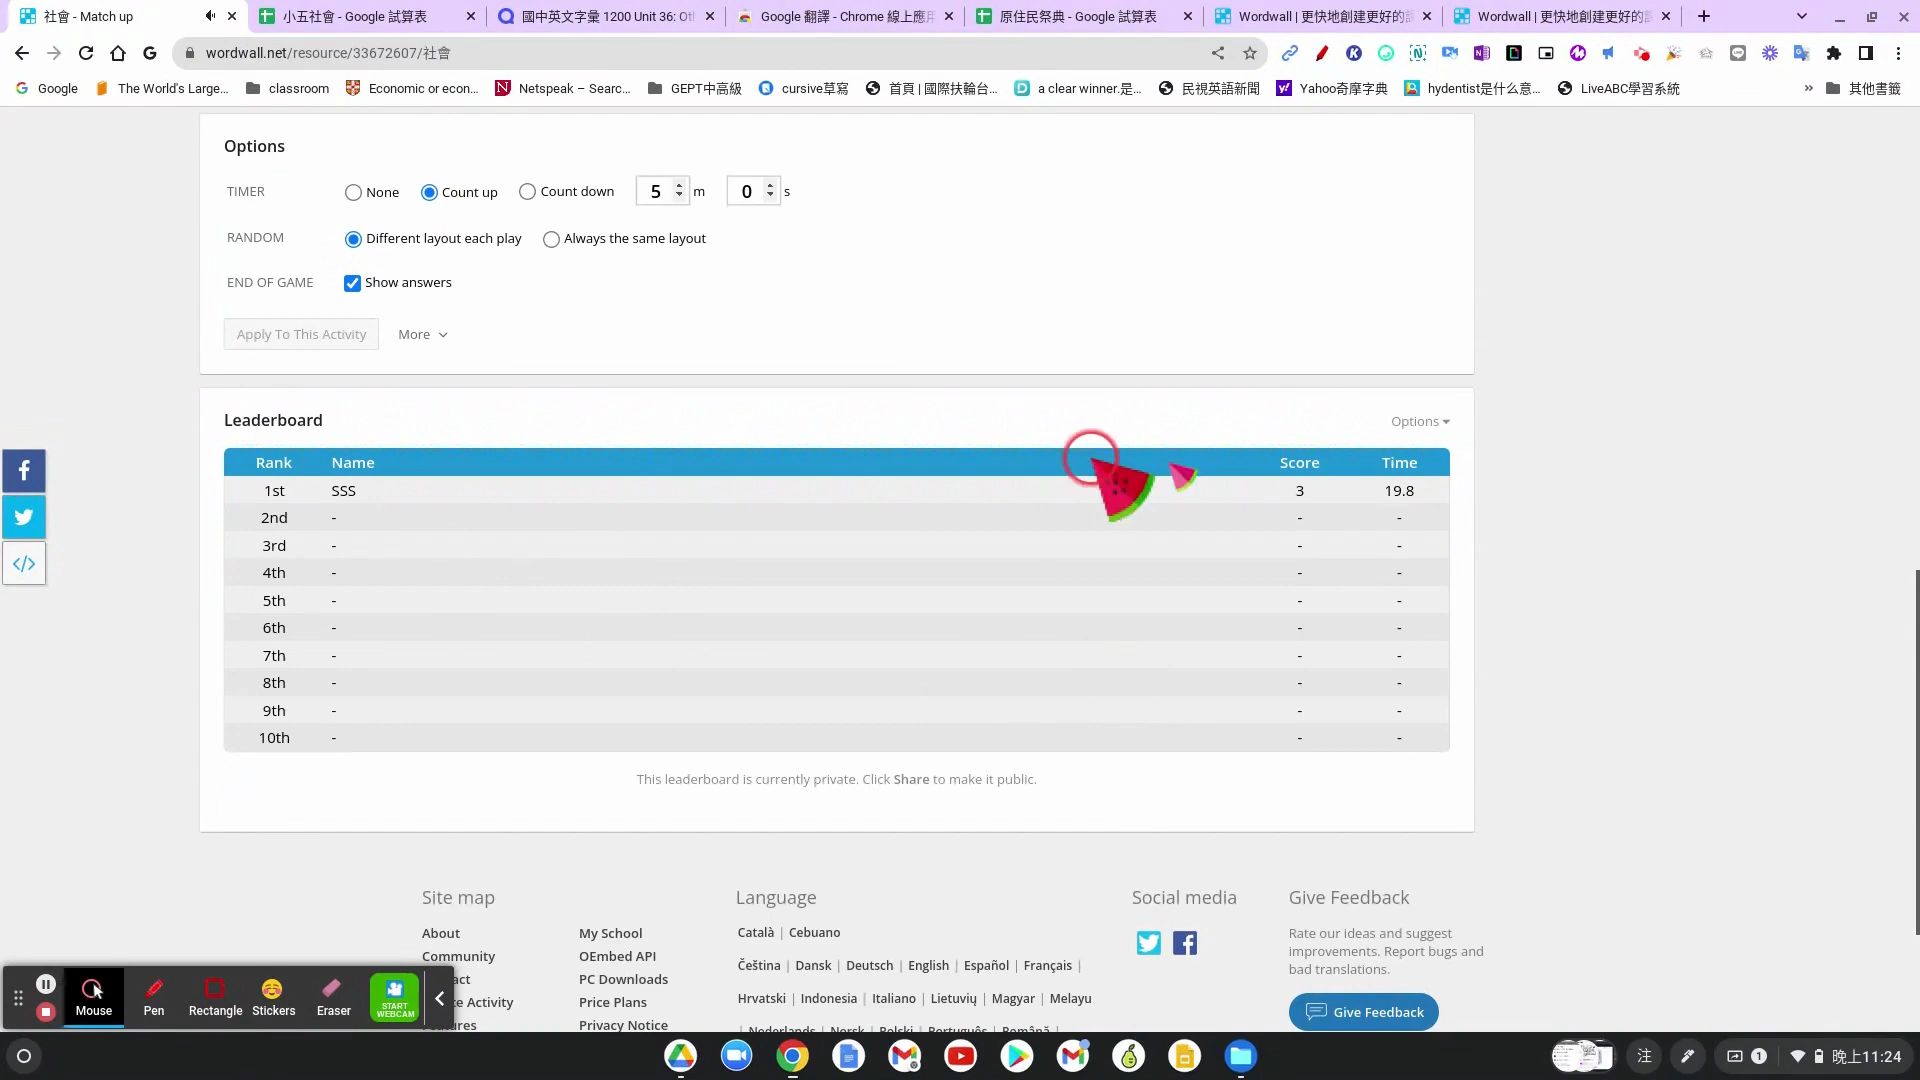 社會 - Match up
小五社會 - Google 試算表
國中英文字彙 1200 Unit 36: Oth
Google 翻譯 - Chrome 線上應用
原住民祭典 - Google 試算表
Wordwall | 更快地創建更好的
Wordwall | 更快地創建更好的
wordwall.net/resource/33672607/社會
Google
The World's Large...
classroom
Economic or econ...
Netspeak – Searc...
GEPT中高級
cursive草寫
首頁 | 國際扶輪台...
a clear winner.是...
民視英語新聞
Yahoo奇摩字典
hydentist是什么意...
LiveABC學習系統
»
其他書籤
Options
TIMER None Count up Count down 5 m 0 s
RANDOM Different layout each play Always the same layout
END OF GAME Show answers
Apply To This Activity More
Leaderboard Options
Rank Name Score Time
1st SSS 3 19.8
2nd - - -
3rd - - -
4th - - -
5th - - -
6th - - -
7th - - -
8th - - -
9th - - -
10th - - -
This leaderboard is currently private. Click Share to make it public.
Site map
About
Community
act
te Activity
My School
OEmbed API
PC Downloads
Price Plans
Privacy Notice
Language
Català | Cebuano
Čeština | Dansk | Deutsch | English | Español | Français |
Hrvatski | Indonesia | Italiano | Lietuvių | Magyar | Melayu
| Nederlands | Norsk | Polski | Português | Română |
Social media
Give Feedback
Rate our ideas and suggest
improvements. Report bugs and
bad translations.
Give Feedback
Mouse
Pen
Rectangle
Stickers
Eraser
START
WEBCAM
注
1
晚上11:24